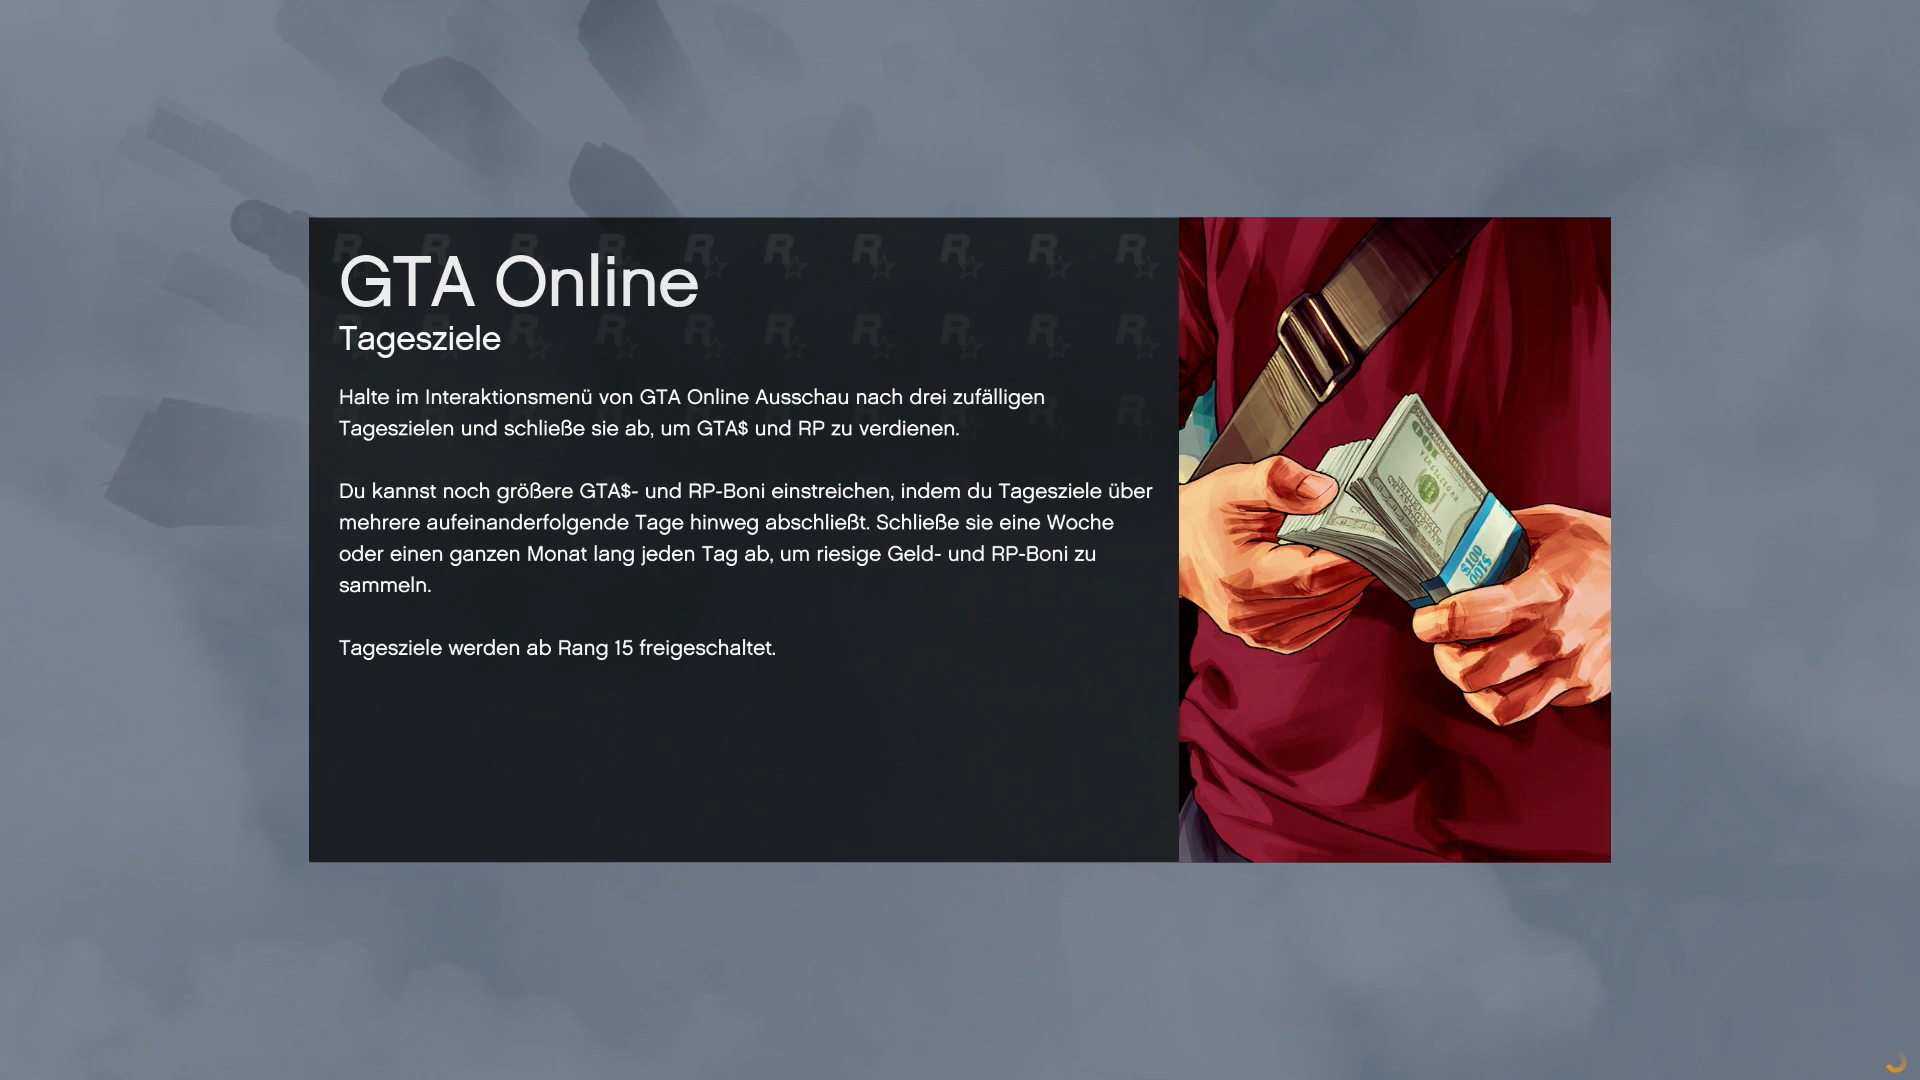 GTA Online
Tagesziele
Halte im Interaktionsmenü von GTA Online Ausschau nach drei zufälligen
Tageszielen und schließe sie ab, um GTA$ und RP zu verdienen.
Du kannst noch größere GTA$- und RP-Boni einstreichen, indem du Tagesziele über
mehrere aufeinanderfolgende Tage hinweg abschließt. Schließe sie eine Woche
oder einen ganzen Monat lang jeden Tag ab, um riesige Geld- und RP-Boni zu
sammeln.
Tagesziele werden ab Rang 15 freigeschaltet.